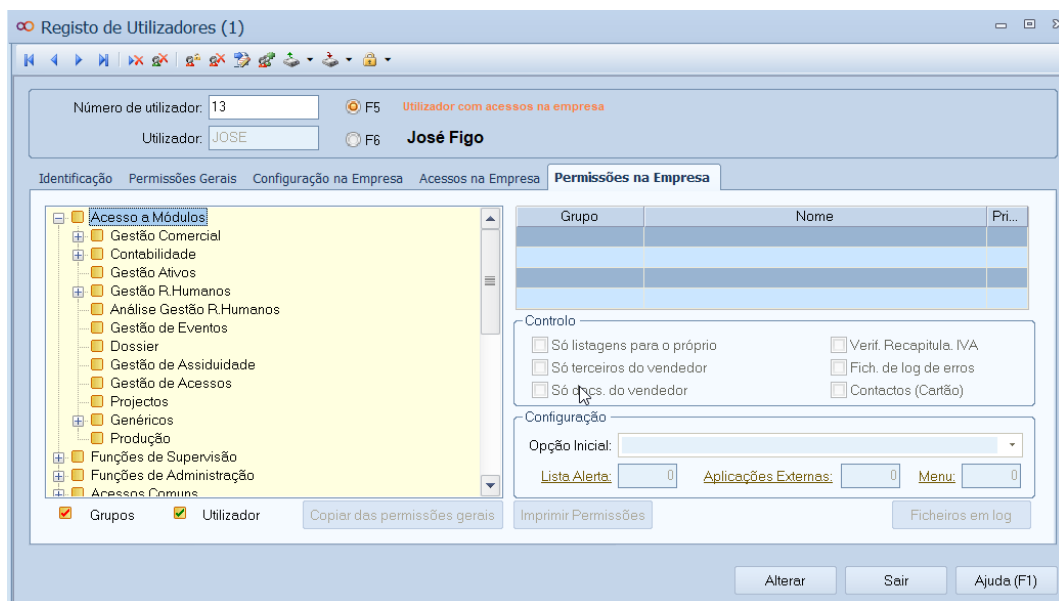 Registo de Utilizadores (1)
Número de utilizador: 13 F5 Utilizador com acessos na empresa
Utilizador: JOSE F6 José Figo
Identificação Permissões Gerais Configuração na Empresa Acessos na Empresa Permissões na Empresa
Acesso a Módulos
Gestão Comercial
Contabilidade
Gestão Ativos
Gestão R.Humanos
Análise Gestão R.Humanos
Gestão de Eventos
Dossier
Gestão de Assiduidade
Gestão de Acessos
Projectos
Genéricos
Produção
Funções de Supervisão
Funções de Administração
Acessos Comuns
Grupos Utilizador Copiar das permissões gerais
Grupo Nome Pri...
Controlo
Só listagens para o próprio Verif. Recapitula. IVA
Só terceiros do vendedor Fich. de log de erros
Só docs. do vendedor Contactos (Cartão)
Configuração
Opção Inicial:
Lista Alerta: 0 Aplicações Externas: 0 Menu: 0
Imprimir Permissões Ficheiros em log
Alterar Sair Ajuda (F1)